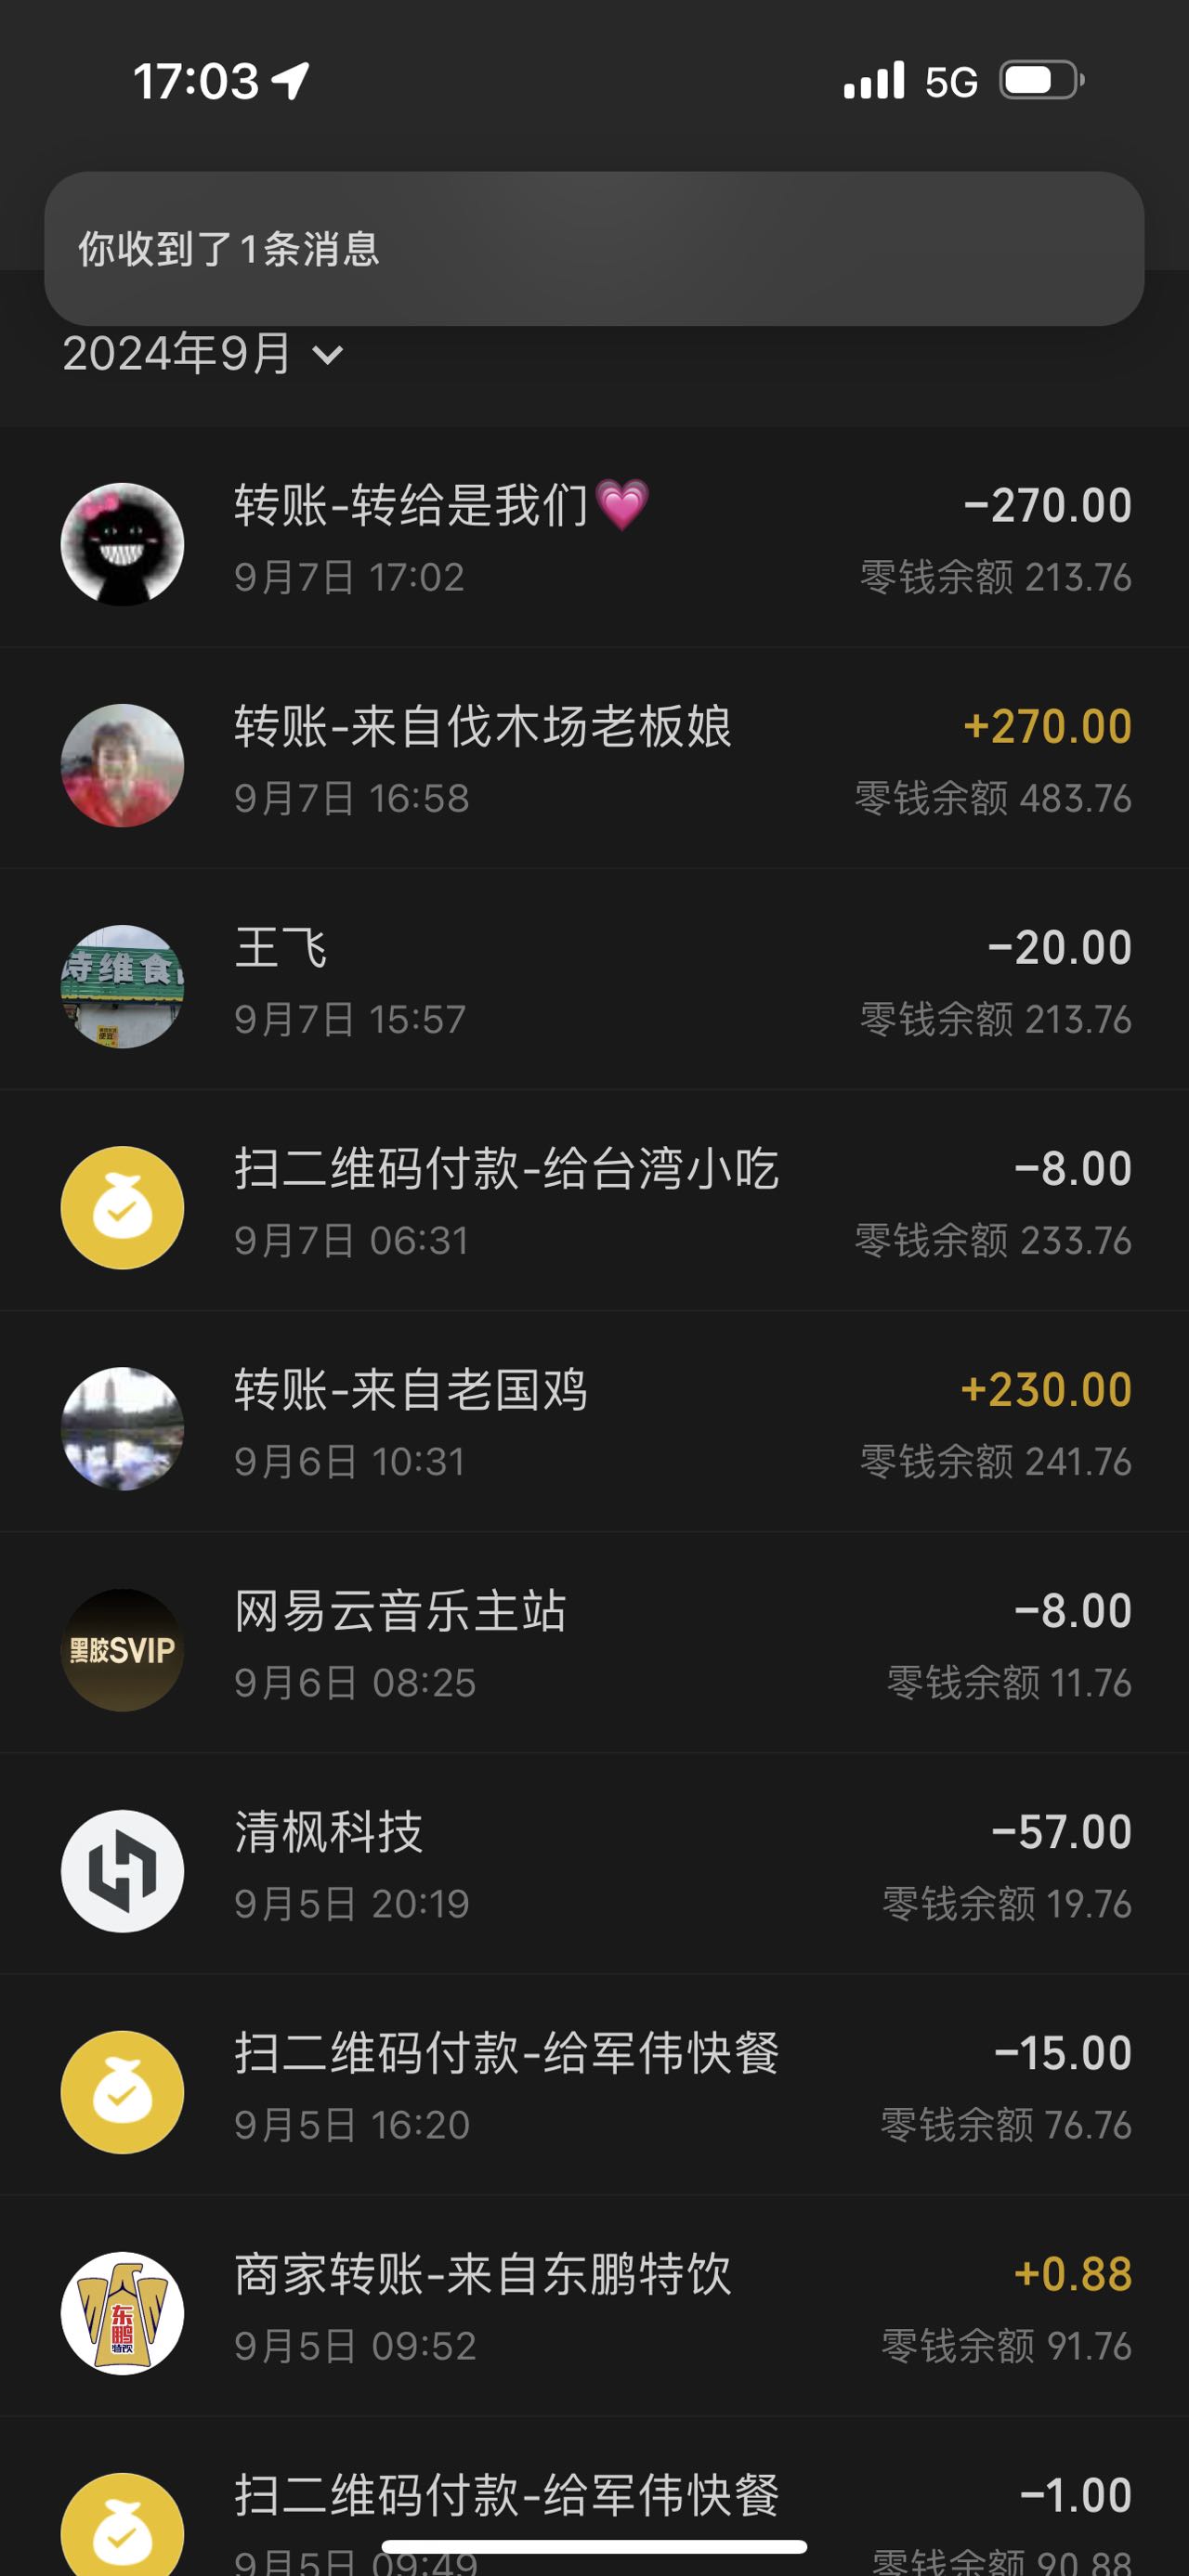 17:03 5G
你收到了1条消息
2024年9月
转账-转给是我们💗 -270.00
9月7日 17:02 零钱余额 213.76
转账-来自伐木场老板娘 +270.00
9月7日 16:58 零钱余额 483.76
诗维食
王飞 -20.00
9月7日 15:57 零钱余额 213.76
扫二维码付款-给台湾小吃 -8.00
9月7日 06:31 零钱余额 233.76
转账-来自老国鸡 +230.00
9月6日 10:31 零钱余额 241.76
黑胶SVIP
网易云音乐主站 -8.00
9月6日 08:25 零钱余额 11.76
清枫科技 -57.00
9月5日 20:19 零钱余额 19.76
扫二维码付款-给军伟快餐 -15.00
9月5日 16:20 零钱余额 76.76
东鹏特饮
商家转账-来自东鹏特饮 +0.88
9月5日 09:52 零钱余额 91.76
扫二维码付款-给军伟快餐 -1.00
9月5日 09:49 零钱余额 90.88